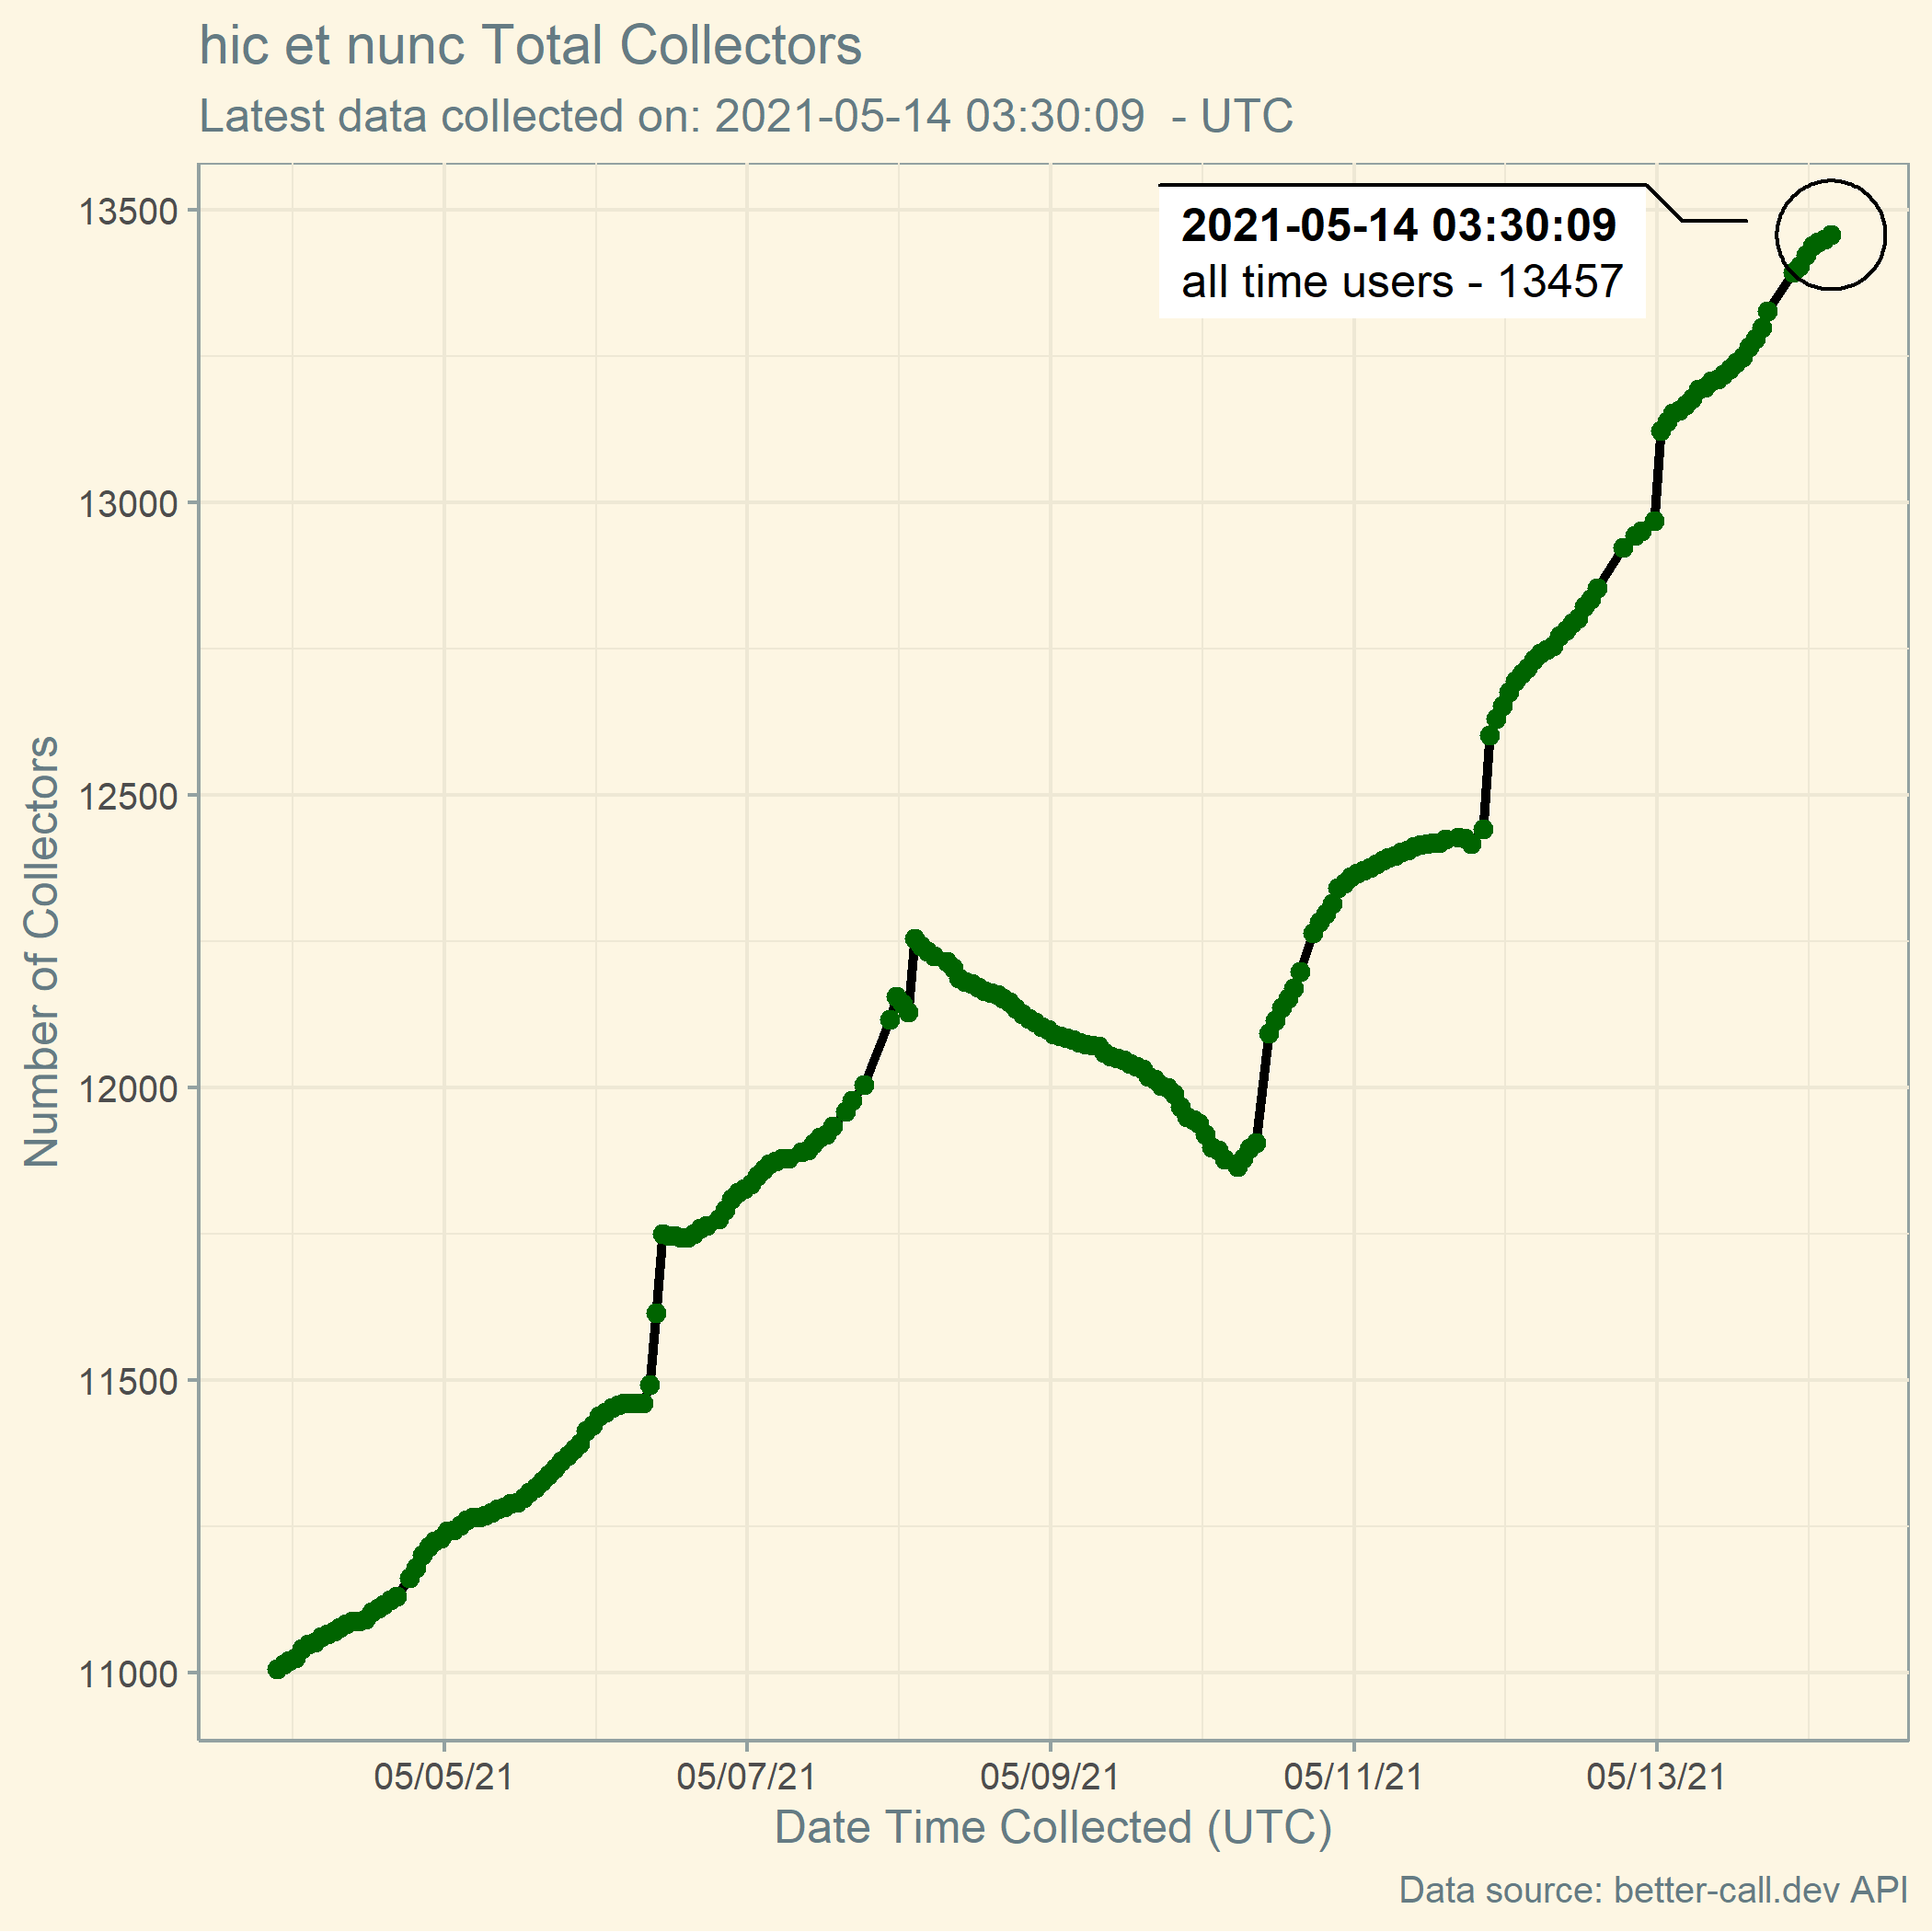 hic et nunc Total Collectors
Latest data collected on: 2021-05-14 03:30:09  - UTC
2021-05-14 03:30:09
all time users - 13457
Number of Collectors
13500
13000
12500
12000
11500
11000
05/05/21
05/07/21
05/09/21
05/11/21
05/13/21
Date Time Collected (UTC)
Data source: better-call.dev API